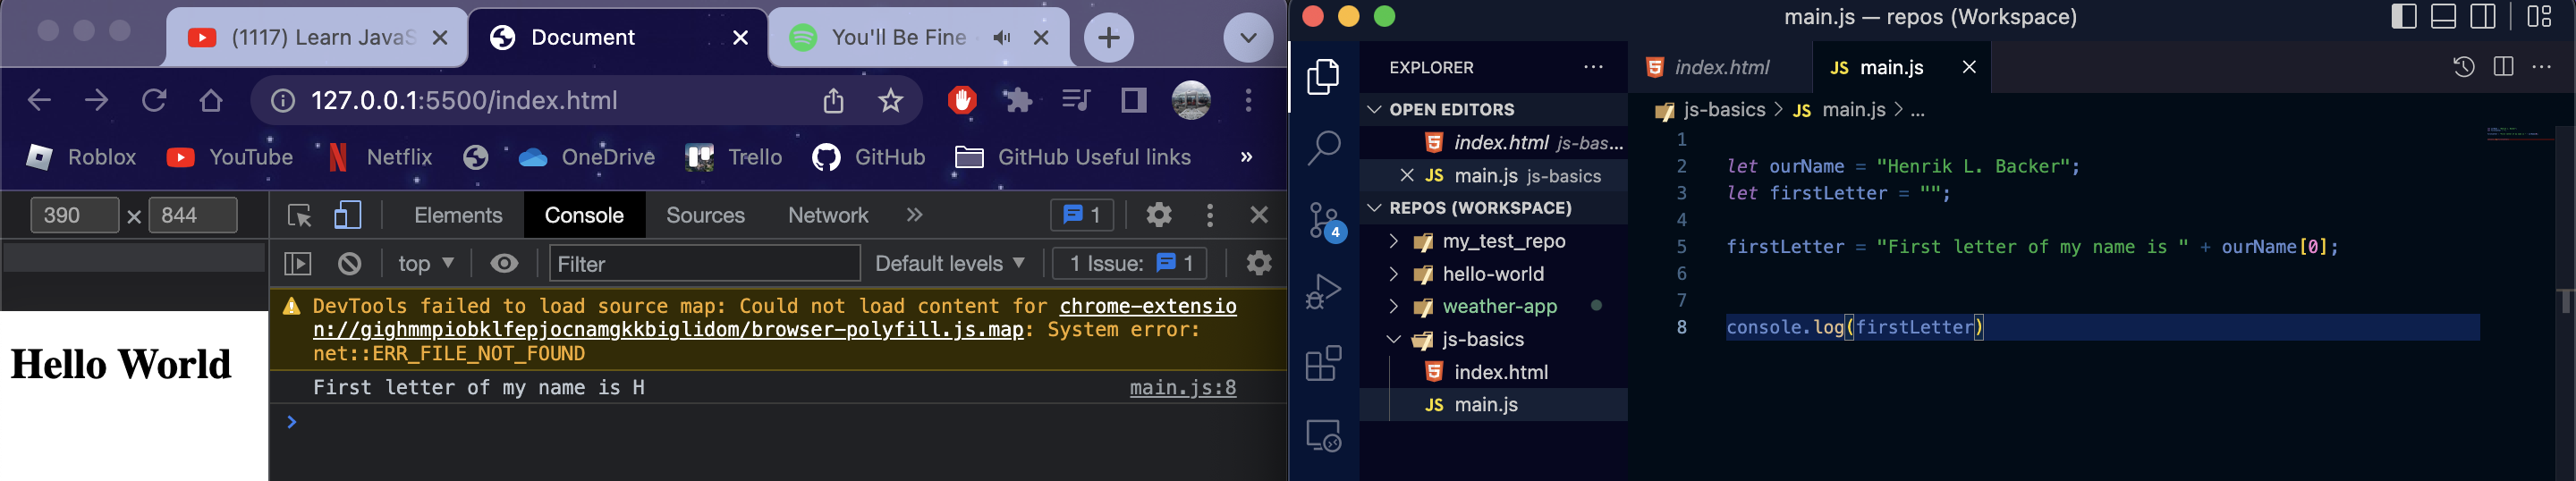 (1117) Learn JavaS
Document
You'll Be Fine
127.0.0.1:5500/index.html
Roblox YouTube Netflix OneDrive Trello GitHub GitHub Useful links »
390 × 844
Elements Console Sources Network » 1
top ▼ Filter Default levels ▼ 1 Issue: 1
DevTools failed to load source map: Could not load content for chrome-extensio
n://gighmmpiobklfepjocnamgkkbiglidom/browser-polyfill.js.map: System error:
net::ERR_FILE_NOT_FOUND
First letter of my name is H main.js:8
Hello World
main.js — repos (Workspace)
EXPLORER
OPEN EDITORS
index.html js-bas...
JS main.js js-basics
REPOS (WORKSPACE)
my_test_repo
hello-world
weather-app
js-basics
index.html
JS main.js
4
index.html JS main.js
js-basics > JS main.js > ...
1
2 let ourName = "Henrik L. Backer";
3 let firstLetter = "";
4
5 firstLetter = "First letter of my name is " + ourName[0];
6
7
8 console.log(firstLetter)